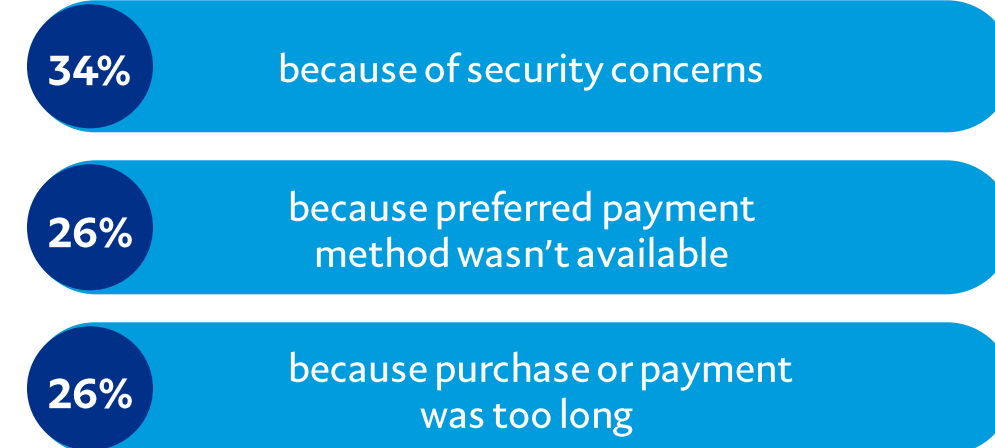 34%
because of security concerns
26%
because preferred payment
method wasn’t available
26%
because purchase or payment
was too long